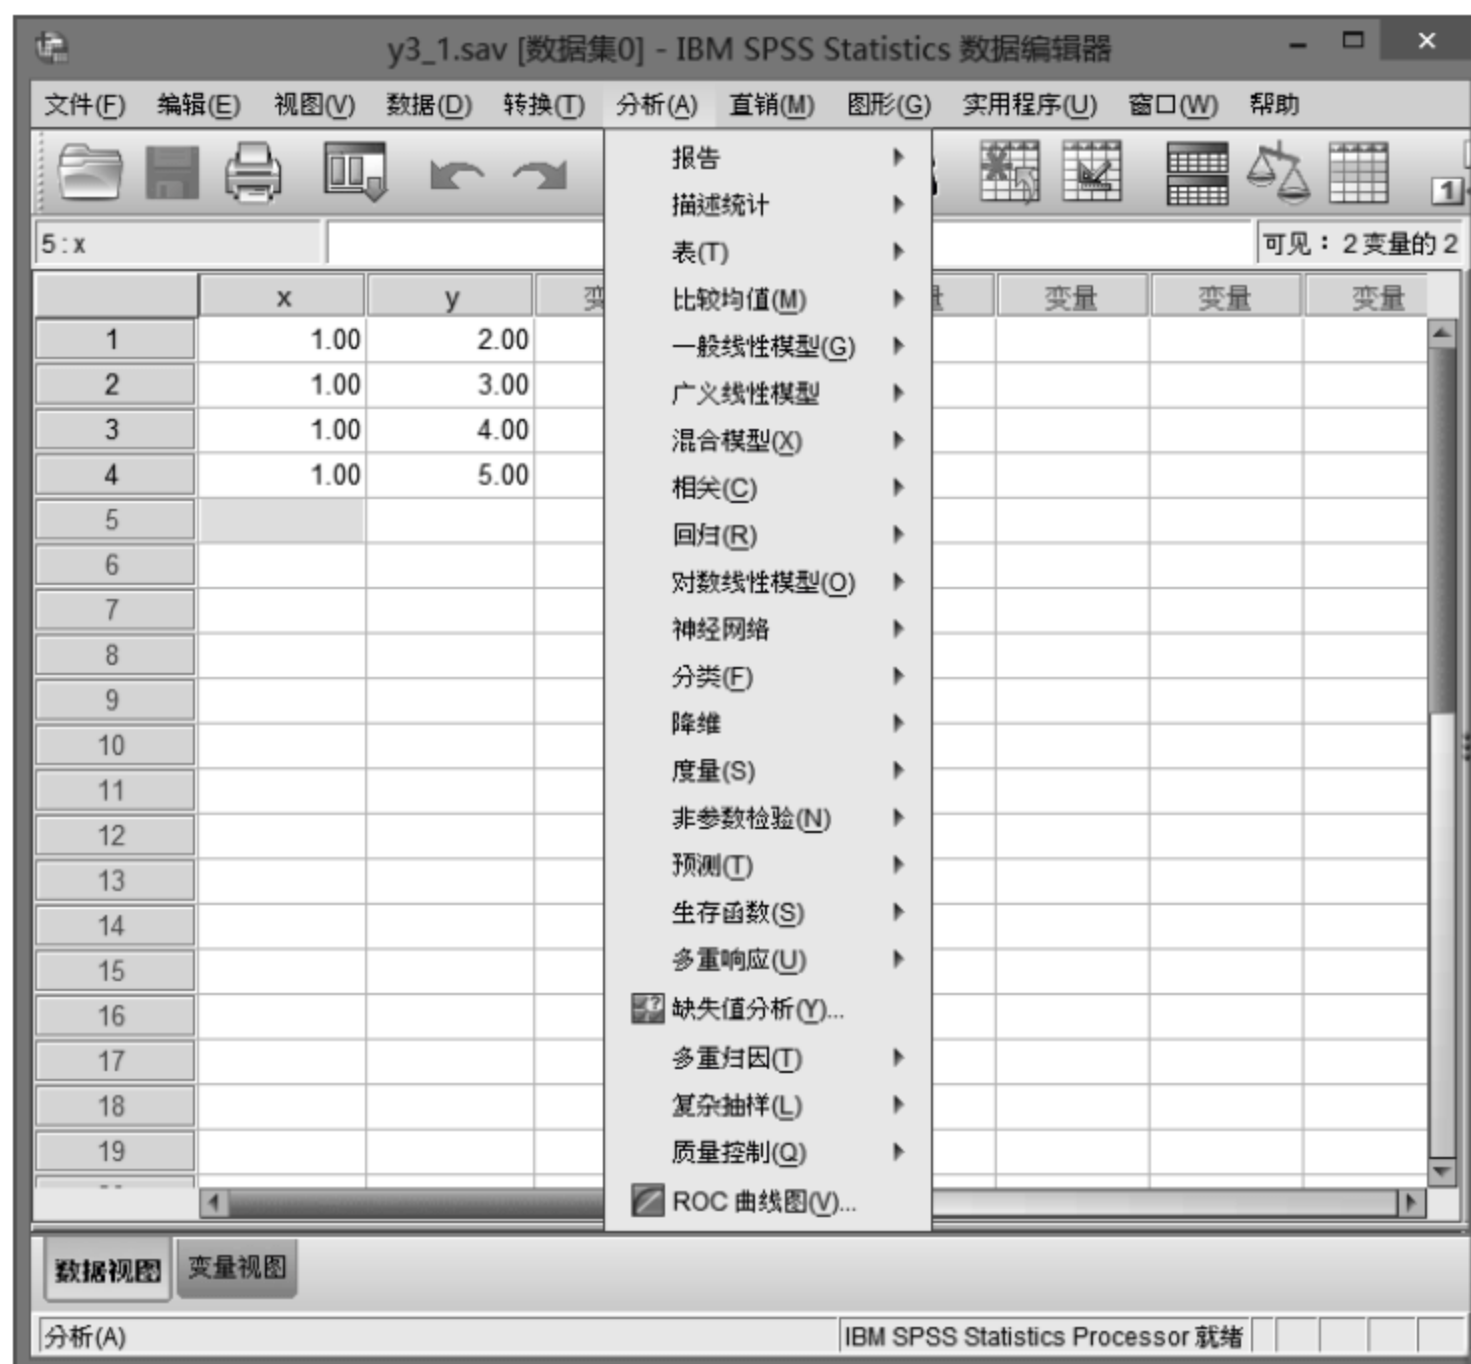 y3_1.sav [数据集0] - IBM SPSS Statistics 数据编辑器
文件(F) 编辑(E) 视图(V) 数据(D) 转换(T) 分析(A) 直销(M) 图形(G) 实用程序(U) 窗口(W) 帮助
1
5 : x
可见： 2 变量的 2
x y 变 变量 变量 变量
1 1.00 2.00
2 1.00 3.00
3 1.00 4.00
4 1.00 5.00
5
6
7
8
9
10
11
12
13
14
15
16
17
18
19
报告
描述统计
表(T)
比较均值(M)
一般线性模型(G)
广义线性模型
混合模型(X)
相关(C)
回归(R)
对数线性模型(O)
神经网络
分类(F)
降维
度量(S)
非参数检验(N)
预测(T)
生存函数(S)
多重响应(U)
缺失值分析(Y)...
多重归因(T)
复杂抽样(L)
质量控制(Q)
ROC 曲线图(V)...
数据视图 变量视图
分析(A)
IBM SPSS Statistics Processor 就绪